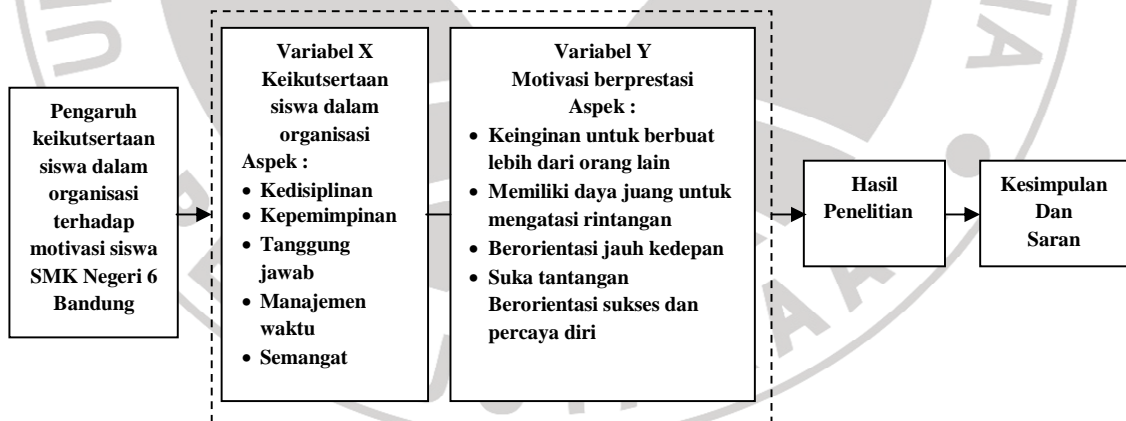 Pengaruh
keikutsertaan
siswa dalam
organisasi
terhadap
motivasi siswa
SMK Negeri 6
Bandung
Variabel X
Keikutsertaan
siswa dalam
organisasi
Aspek :
• Kedisiplinan
• Kepemimpinan
• Tanggung
jawab
• Manajemen
waktu
• Semangat
Variabel Y
Motivasi berprestasi
Aspek :
• Keinginan untuk berbuat
lebih dari orang lain
• Memiliki daya juang untuk
mengatasi rintangan
• Berorientasi jauh kedepan
• Suka tantangan
Berorientasi sukses dan
percaya diri
Hasil
Penelitian
Kesimpulan
Dan
Saran